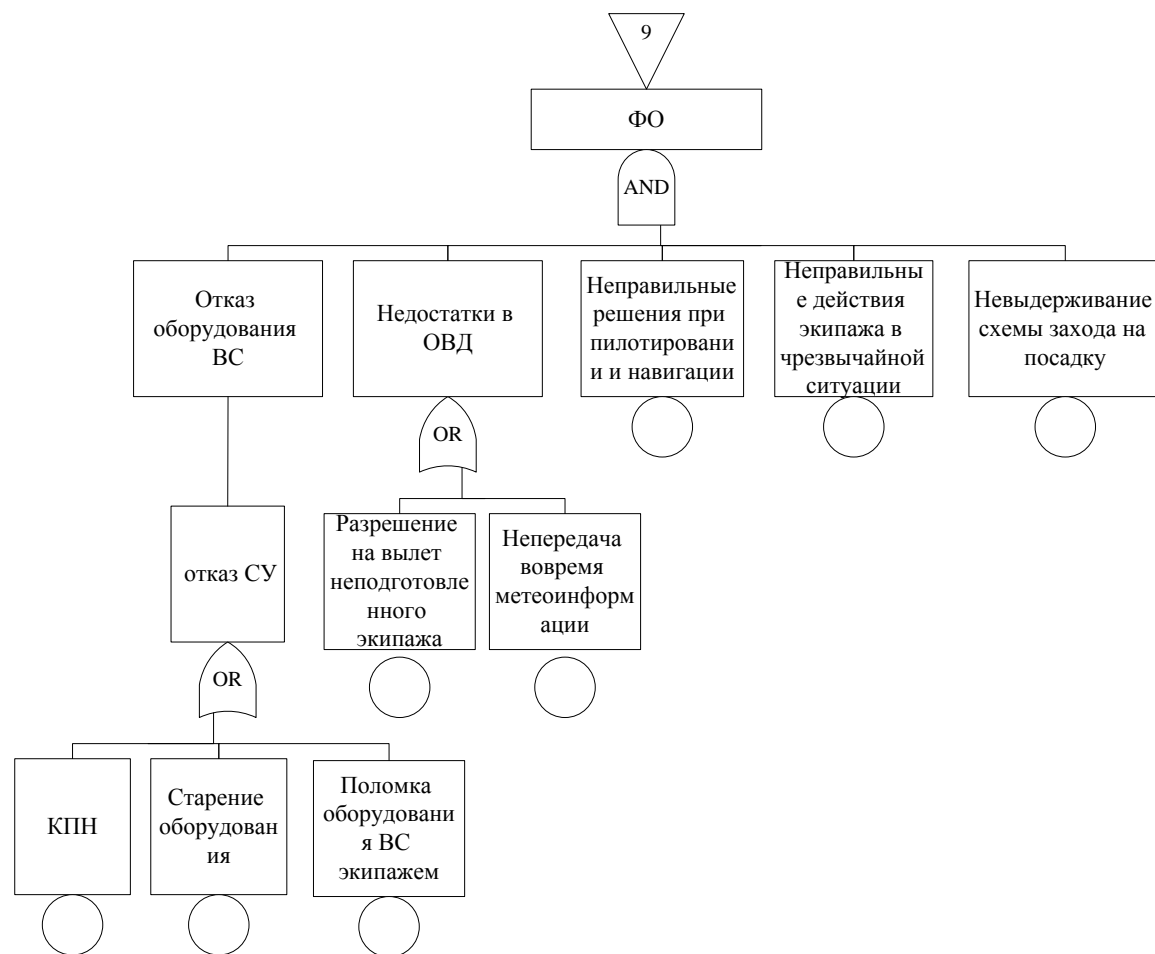 9
ФО
AND
Отказ
оборудования
ВС
Недостатки в
ОВД
Неправильные
решения при
пилотировани
и и навигации
Неправильны
е действия
экипажа в
чрезвычайной
ситуации
Невыдерживание
схемы захода на
посадку
OR
отказ СУ
Разрешение
на вылет
неподготовле
нного
экипажа
Непередача
вовремя
метеоинформ
ации
OR
КПН
Старение
оборудован
ия
Поломка
оборудовани
я ВС
экипажем